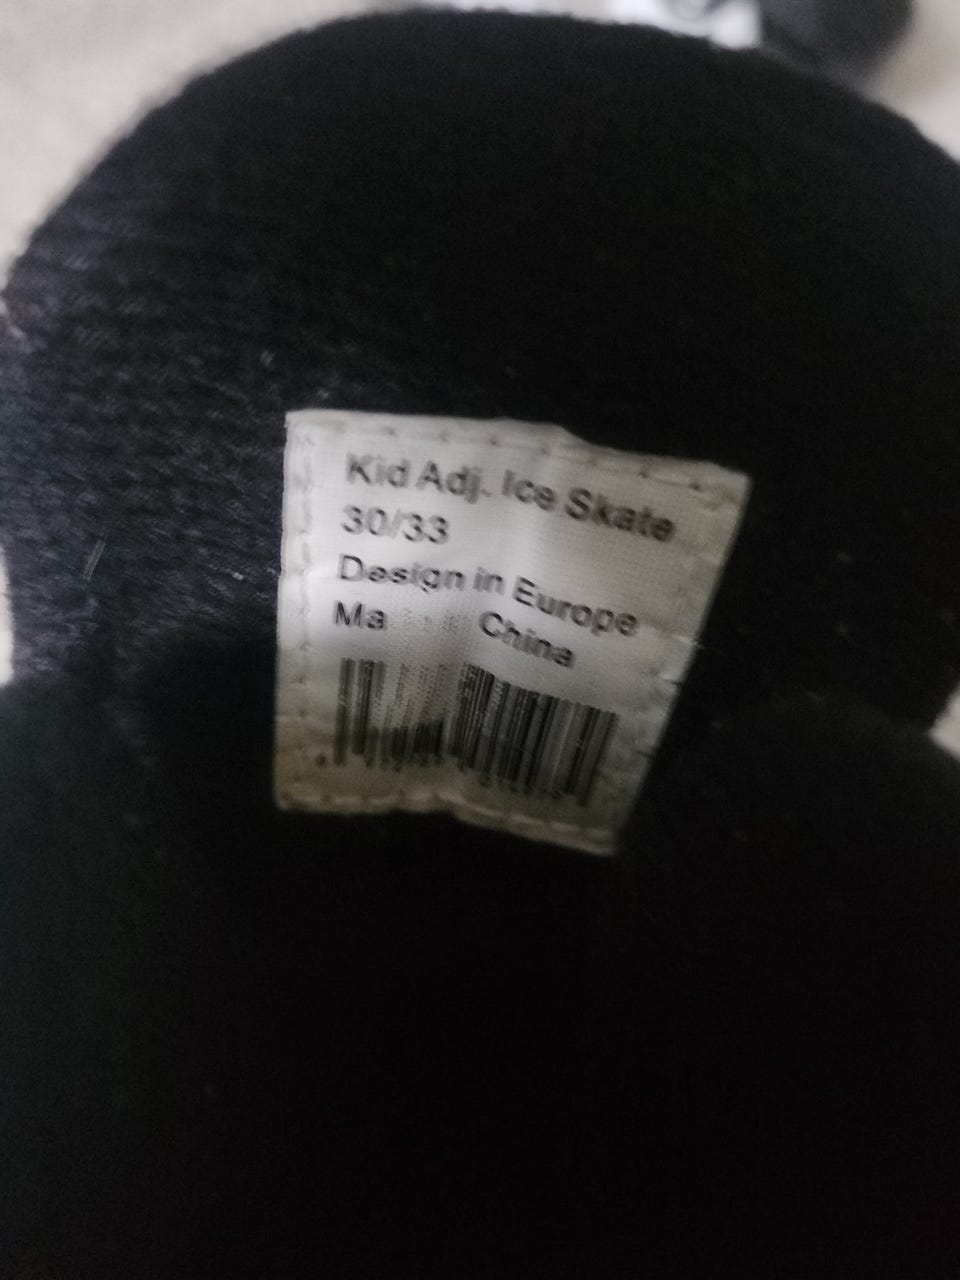 Kid Adj. Ice Skate
30/33
Design in Europe
Ma China